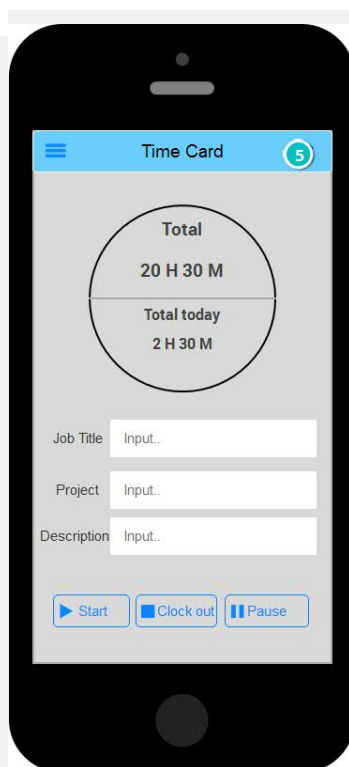 Time Card 5
Total
20 H 30 M
Total today
2 H 30 M
Job Title Input..
Project Input..
Description Input..
Start Clock out Pause